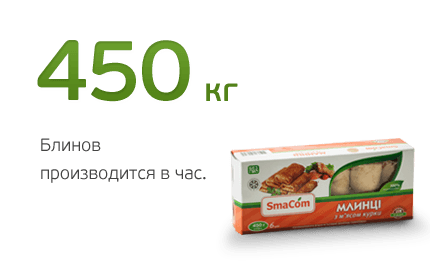 450 кг
Блинов
производится в час.
SmaCom
МЛИНЦІ
з м'ясом курки